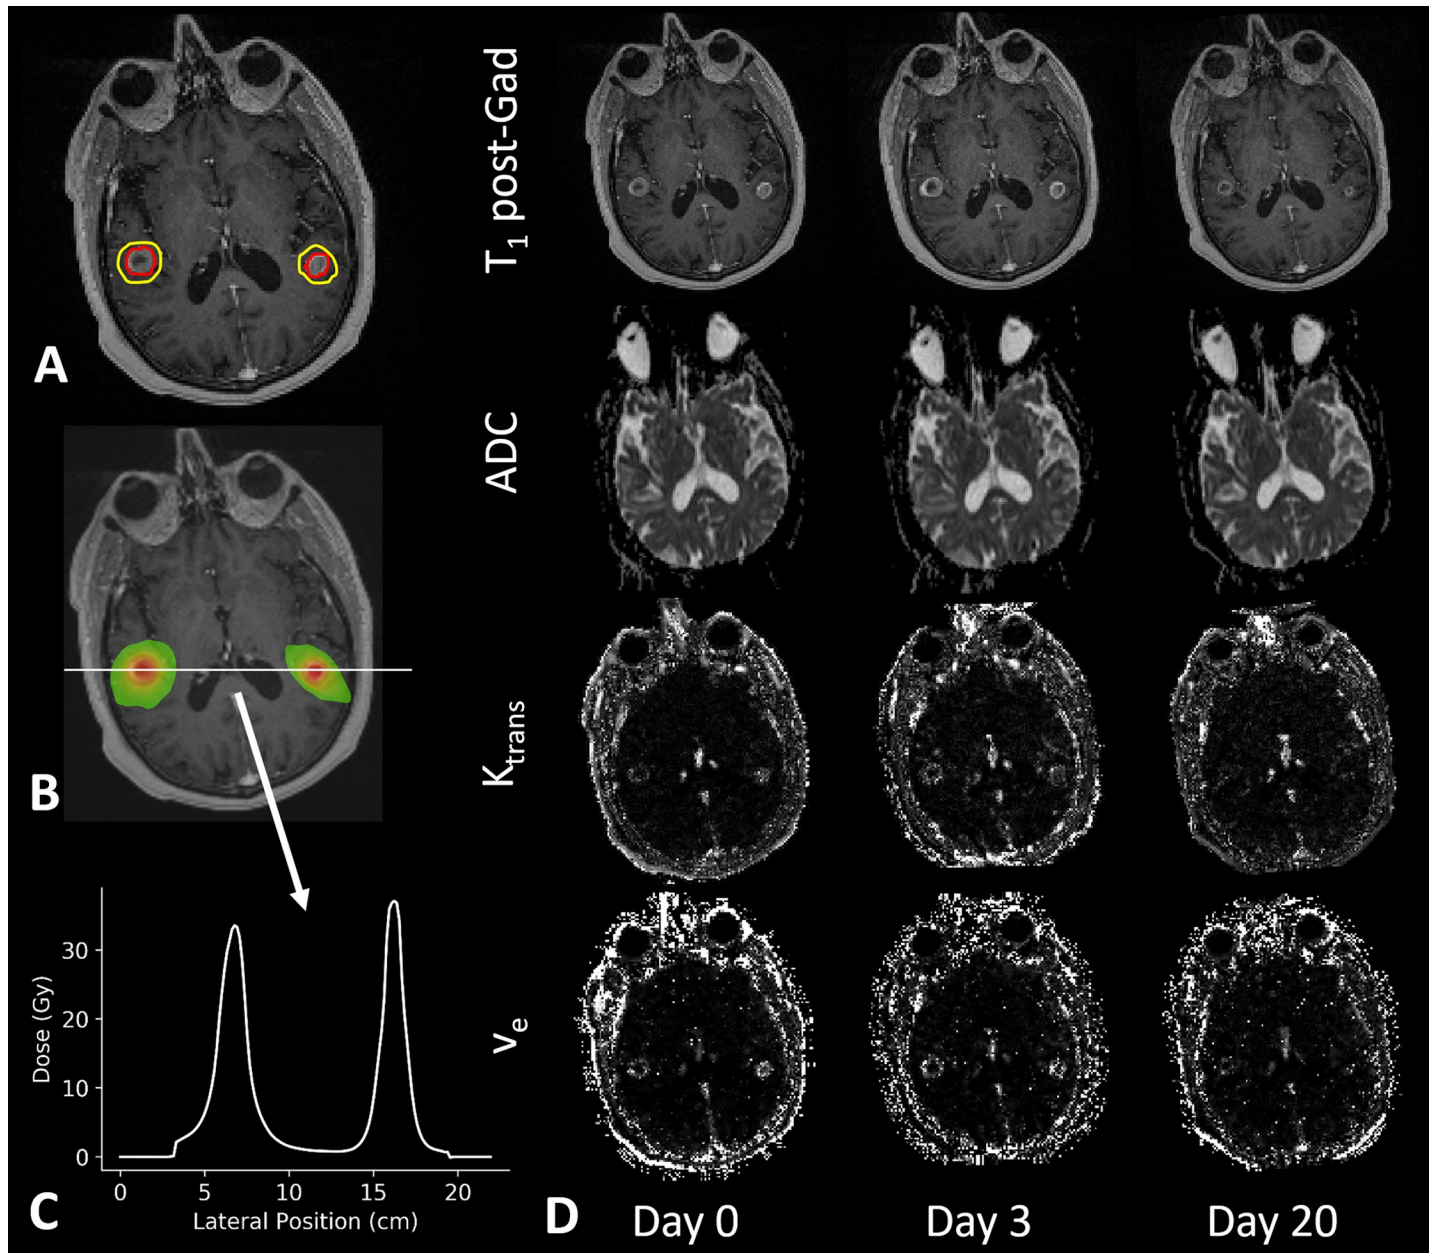 A
B
C
Dose (Gy)
30
20
10
0
0 5 10 15 20
Lateral Position (cm)
T1 post-Gad
ADC
Ktrans
ve
D
Day 0
Day 3
Day 20